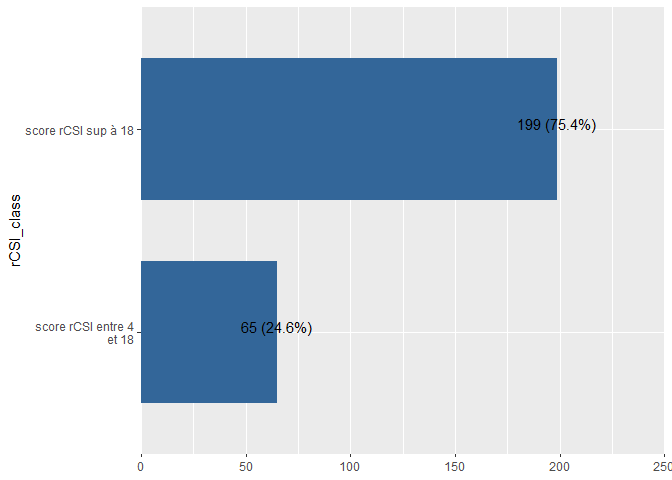 rCSI_class
score rCSI sup à 18
199 (75.4%)
score rCSI entre 4
et 18
65 (24.6%)
0
50
100
150
200
250